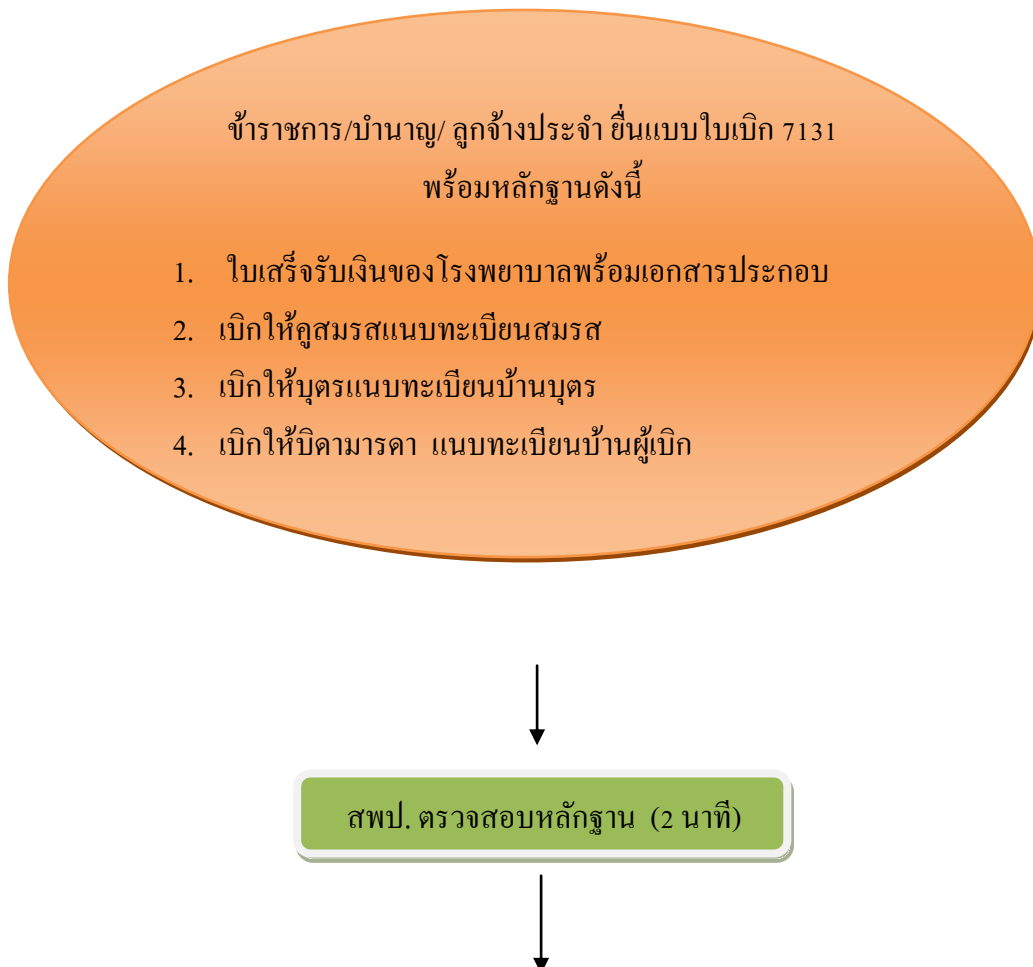 ข้าราชการ/บำนาญ/ ลูกจ้างประจำ ยื่นแบบใบเบิก 7131
พร้อมหลักฐานดังนี้
1. ใบเสร็จรับเงินของโรงพยาบาลพร้อมเอกสารประกอบ
2. เบิกให้คู่สมรสแนบทะเบียนสมรส
3. เบิกให้บุตรแนบทะเบียนบ้านบุตร
4. เบิกให้บิดามารดา แนบทะเบียนบ้านผู้เบิก
สพป. ตรวจสอบหลักฐาน (2 นาที)